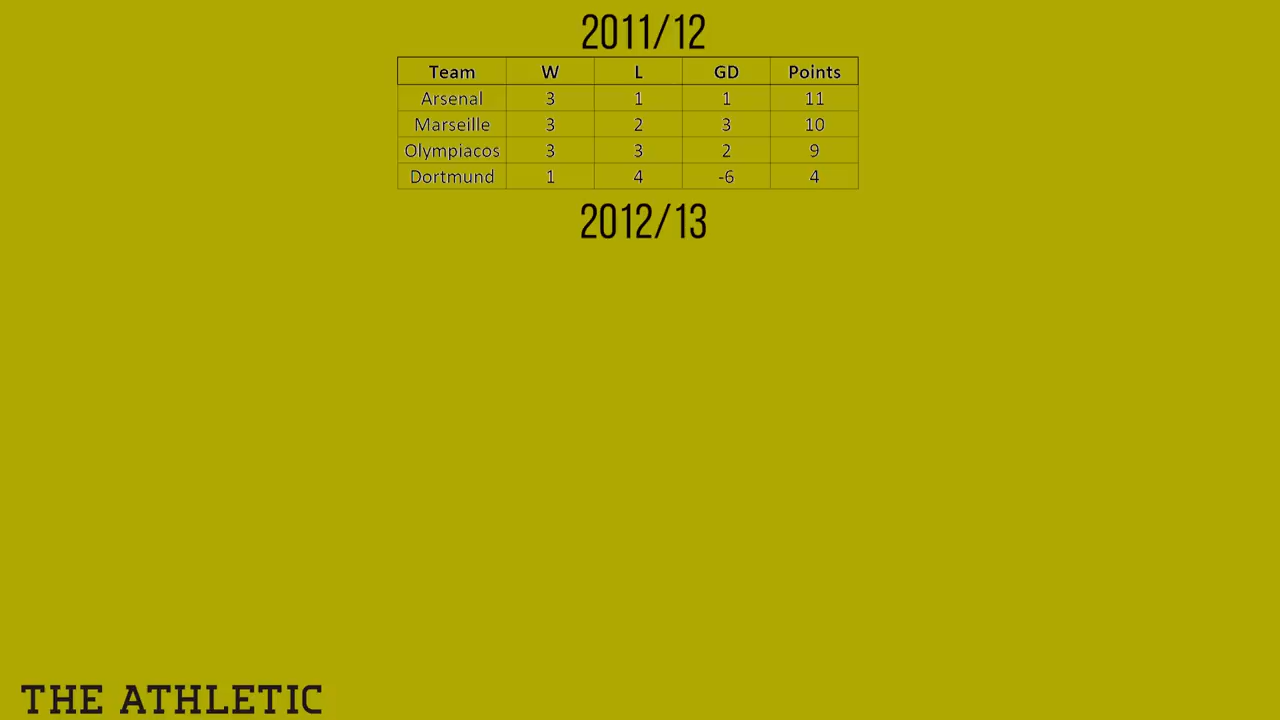 2011/12
Team W L GD Points
Arsenal 3 1 1 11
Marseille 3 2 3 10
Olympiacos 3 3 2 9
Dortmund 1 4 -6 4
2012/13
THE ATHLETIC